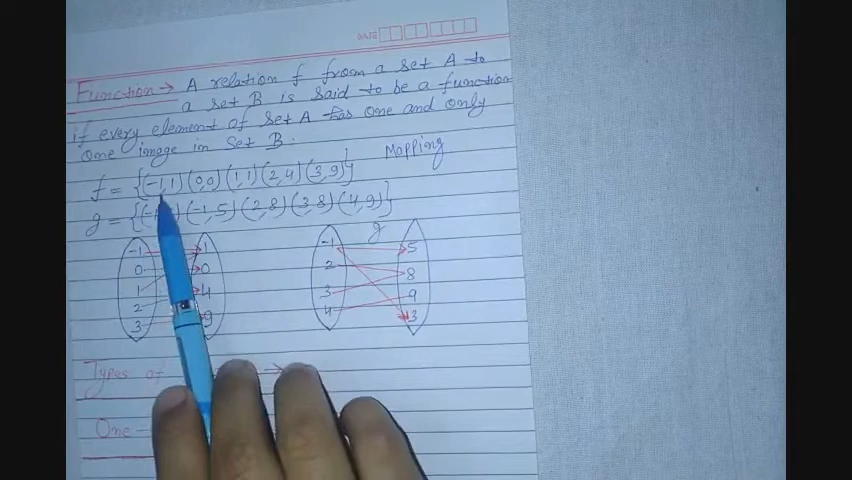 DATE
Function → A relation f from a set A to
a set B is said to be a function
if every element of set A has one and only
one image in set B.
Mapping
f = {(-1,1)(0,0)(1,1)(2,4)(3,9)}
g = {(-1, (-1,5)(2,8)(3,8)(4,9)}
g
-1 1 -1 5
0 0 2 8
1 4 3 9
2 9 4 13
3
Types of →
One -